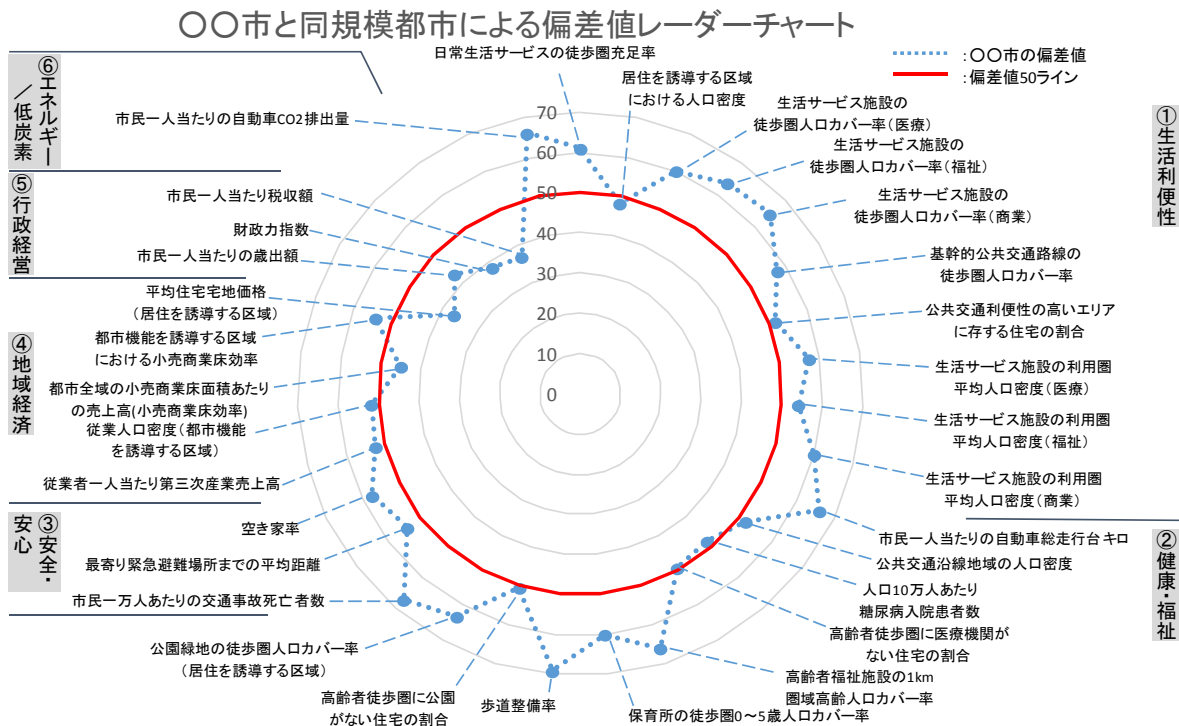 〇〇市と同規模都市による偏差値レーダーチャート
：〇〇市の偏差値
：偏差値50ライン
日常生活サービスの徒歩圏充足率
居住を誘導する区域
における人口密度
生活サービス施設の
徒歩圏人口カバー率(医療)
生活サービス施設の
徒歩圏人口カバー率(福祉)
生活サービス施設の
徒歩圏人口カバー率(商業)
基幹的公共交通路線の
徒歩圏人口カバー率
公共交通利便性の高いエリア
に存する住宅の割合
生活サービス施設の利用圏
平均人口密度(医療)
生活サービス施設の利用圏
平均人口密度(福祉)
生活サービス施設の利用圏
平均人口密度(商業)
市民一人当たりの自動車総走行台キロ
公共交通沿線地域の人口密度
人口10万人あたり
糖尿病入院患者数
高齢者徒歩圏に医療機関が
ない住宅の割合
高齢者福祉施設の1km
圏域高齢人口カバー率
保育所の徒歩圏0～5歳人口カバー率
歩道整備率
高齢者徒歩圏に公園
がない住宅の割合
公園緑地の徒歩圏人口カバー率
(居住を誘導する区域)
市民一万人あたりの交通事故死亡者数
最寄り緊急避難場所までの平均距離
空き家率
従業者一人当たり第三次産業売上高
従業人口密度(都市機能
を誘導する区域)
都市全域の小売商業床面積あたり
の売上高(小売商業床効率)
都市機能を誘導する区域
における小売商業床効率
平均住宅宅地価格
(居住を誘導する区域)
市民一人当たりの歳出額
財政力指数
市民一人当たり税収額
市民一人当たりの自動車CO2排出量
70
60
50
40
30
20
10
0
①生活利便性
②健康・福祉
③安全・
安心
④地域経済
⑤行政経営
⑥エネルギー
／低炭素